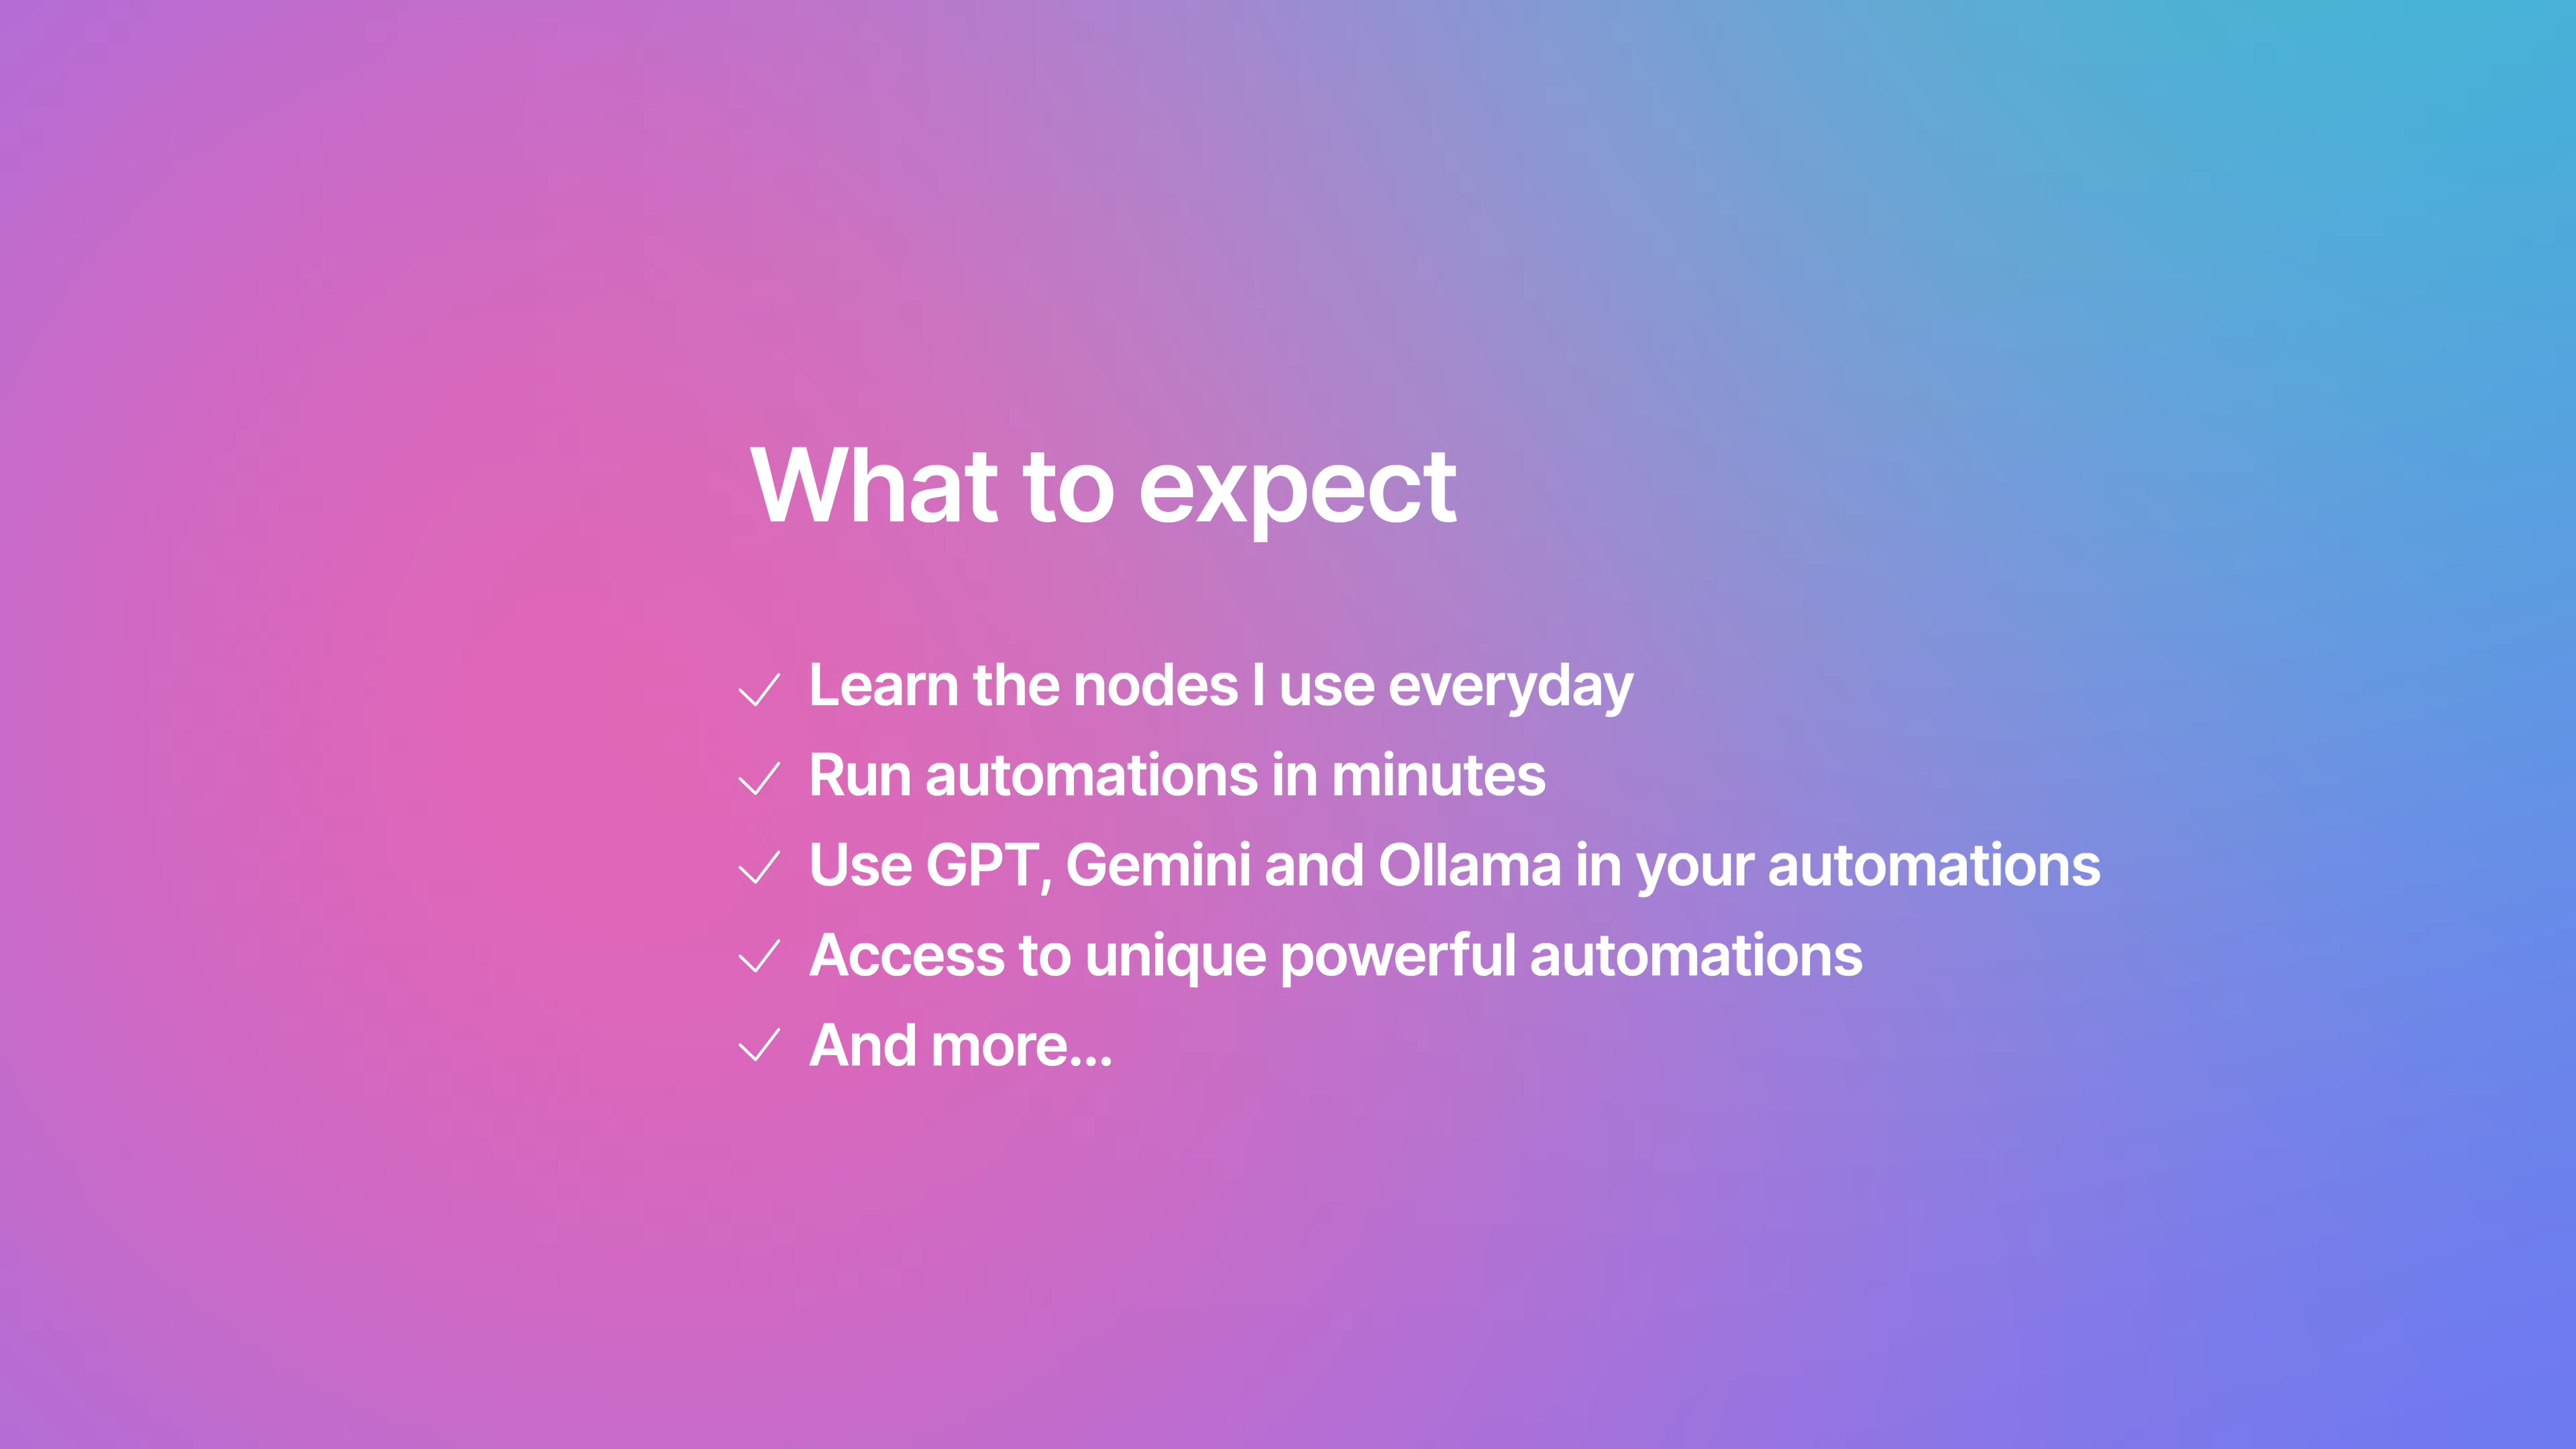 What to expect
Learn the nodes I use everyday
Run automations in minutes
Use GPT, Gemini and Ollama in your automations
Access to unique powerful automations
And more...